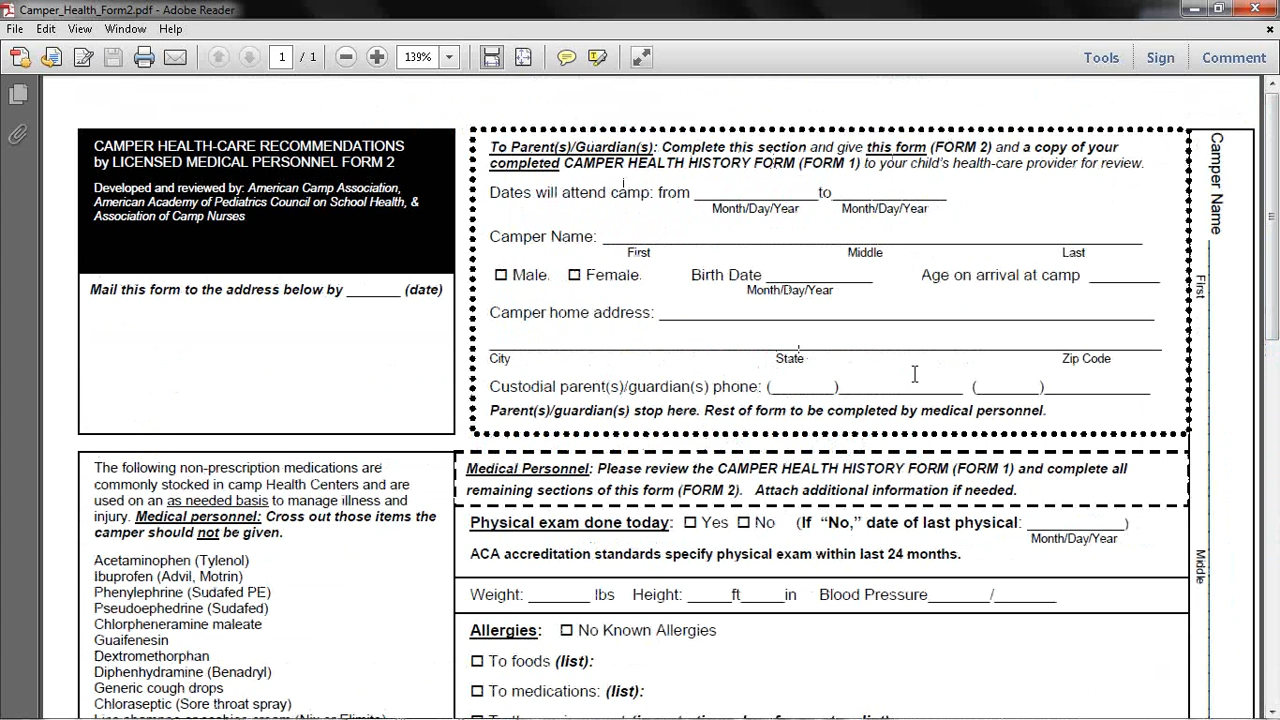 Camper_Health_Form2.pdf - Adobe Reader
File Edit View Window Help
1 / 1 139% Tools Sign Comment
CAMPER HEALTH-CARE RECOMMENDATIONS
by LICENSED MEDICAL PERSONNEL FORM 2
Developed and reviewed by: American Camp Association,
American Academy of Pediatrics Council on School Health, &
Association of Camp Nurses
Mail this form to the address below by _______ (date)
To Parent(s)/Guardian(s): Complete this section and give this form (FORM 2) and a copy of your
completed CAMPER HEALTH HISTORY FORM (FORM 1) to your child's health-care provider for review.
Dates will attend camp: from _______________to______________
Month/Day/Year Month/Day/Year
Camper Name: ____________________
First Middle Last
☐ Male ☐ Female Birth Date_____________ Age on arrival at camp _________
Month/Day/Year
Camper home address: ____________________
____________________
City State Zip Code
Custodial parent(s)/guardian(s) phone: (_______)______________ (_______)____________
Parent(s)/guardian(s) stop here. Rest of form to be completed by medical personnel.
Camper Name
First
Middle
The following non-prescription medications are
commonly stocked in camp Health Centers and are
used on an as needed basis to manage illness and
injury. Medical personnel: Cross out those items the
camper should not be given.
Acetaminophen (Tylenol)
Ibuprofen (Advil, Motrin)
Phenylephrine (Sudafed PE)
Pseudoephedrine (Sudafed)
Chlorpheneramine maleate
Guaifenesin
Dextromethorphan
Diphenhydramine (Benadryl)
Generic cough drops
Chloraseptic (Sore throat spray)
Medical Personnel: Please review the CAMPER HEALTH HISTORY FORM (FORM 1) and complete all
remaining sections of this form (FORM 2). Attach additional information if needed.
Physical exam done today: ☐ Yes ☐ No (If “No,” date of last physical: ____________)
Month/Day/Year
ACA accreditation standards specify physical exam within last 24 months.
Weight: ________ lbs Height: _____ft_____in Blood Pressure_______/_______
Allergies: ☐ No Known Allergies
☐ To foods (list):
☐ To medications: (list):